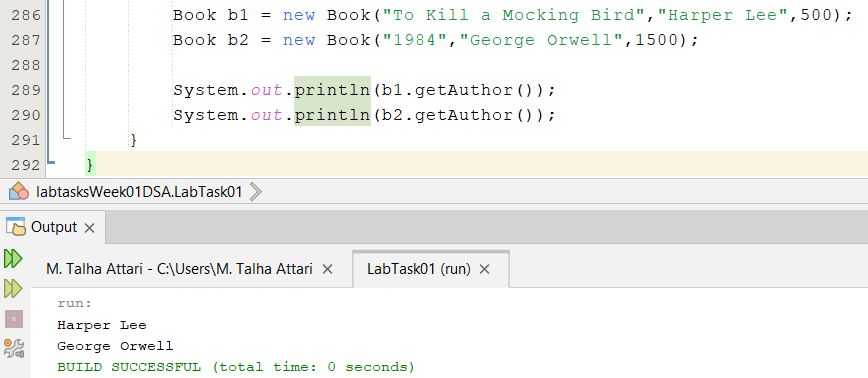 286 Book b1 = new Book("To Kill a Mocking Bird","Harper Lee",500);
287 Book b2 = new Book("1984","George Orwell",1500);
288
289 System.out.println(b1.getAuthor());
290 System.out.println(b2.getAuthor());
291 }
292 }
labtasksWeek01DSA.LabTask01
Output
M. Talha Attari - C:\Users\M. Talha Attari LabTask01 (run)
run:
Harper Lee
George Orwell
BUILD SUCCESSFUL (total time: 0 seconds)